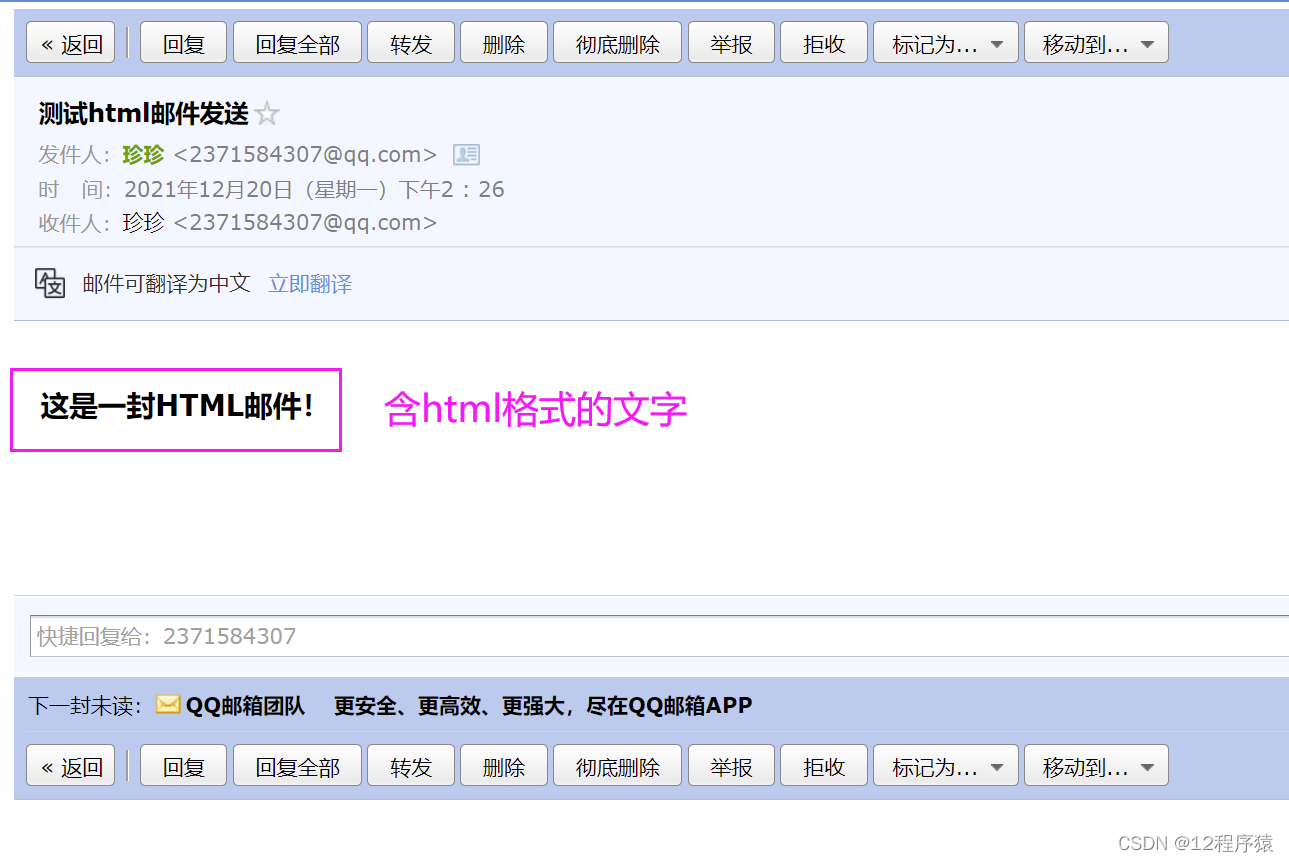 « 返回 回复 回复全部 转发 删除 彻底删除 举报 拒收 标记为... 移动到...
测试html邮件发送
发件人：珍珍 <2371584307@qq.com>
时 间：2021年12月20日（星期一）下午2：26
收件人：珍珍 <2371584307@qq.com>
邮件可翻译为中文 立即翻译
这是一封HTML邮件！ 含html格式的文字
快捷回复给：2371584307
下一封未读：QQ邮箱团队 更安全、更高效、更强大，尽在QQ邮箱APP
« 返回 回复 回复全部 转发 删除 彻底删除 举报 拒收 标记为... 移动到...
CSDN @12程序猿